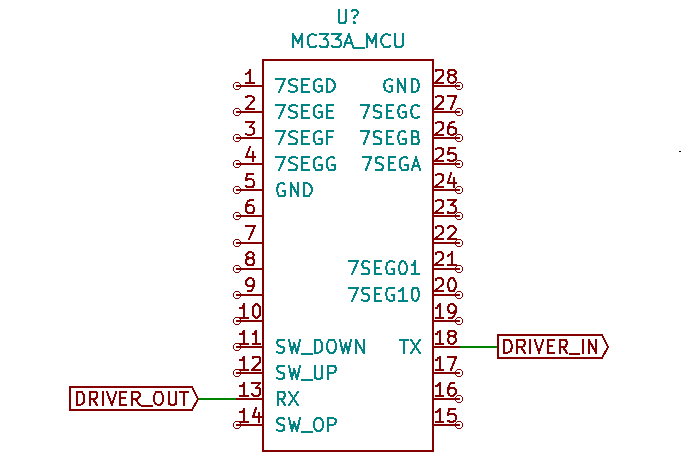 U?
MC33A_MCU
1 7SEGD GND 28
2 7SEGE 7SEGC 27
3 7SEGF 7SEGB 26
4 7SEGG 7SEGA 25
5 GND 24
6 23
7 22
8 7SEG01 21
9 7SEG10 20
10 19
11 SW_DOWN TX 18 DRIVER_IN
12 SW_UP 17
DRIVER_OUT 13 RX 16
14 SW_OP 15